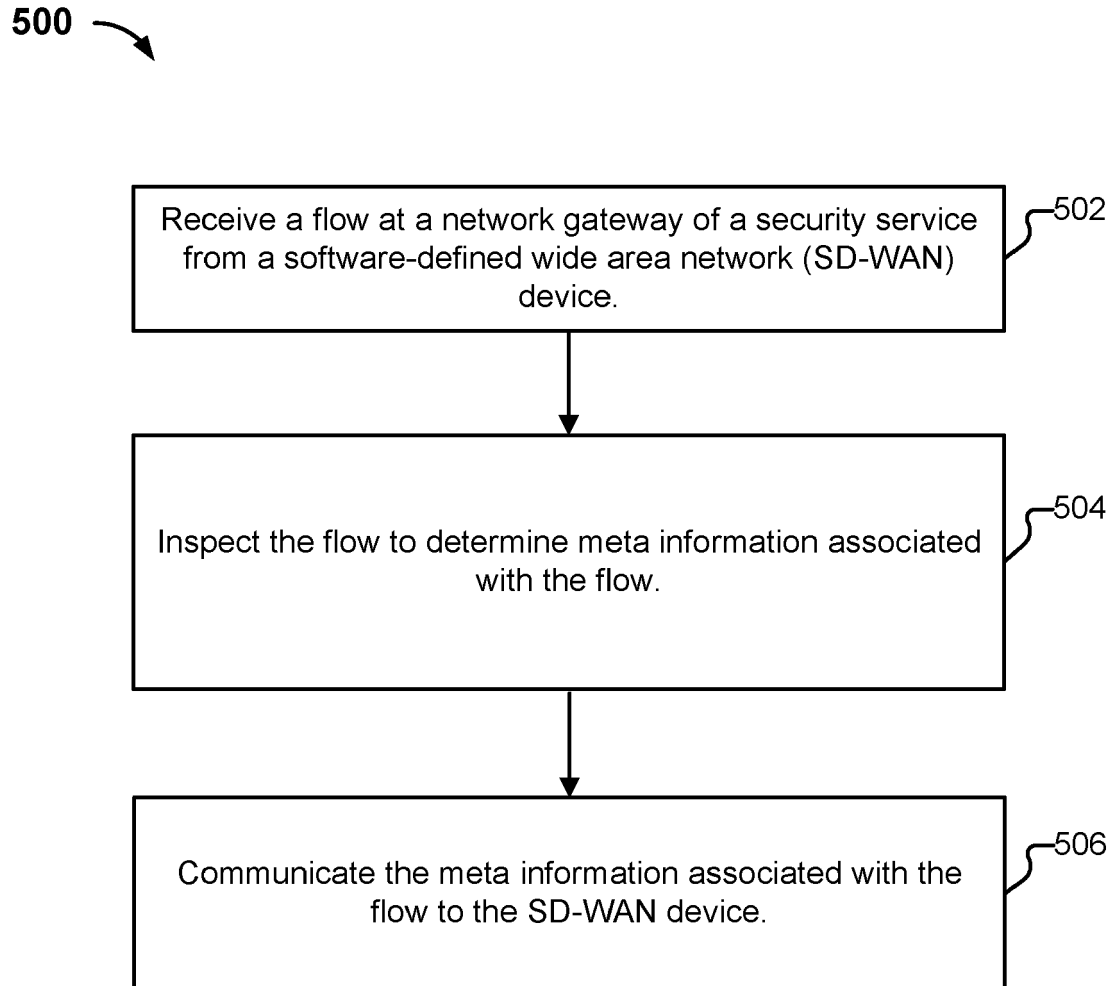 500
Receive a flow at a network gateway of a security service
from a software-defined wide area network (SD-WAN)
device.
502
Inspect the flow to determine meta information associated
with the flow.
504
Communicate the meta information associated with the
flow to the SD-WAN device.
506